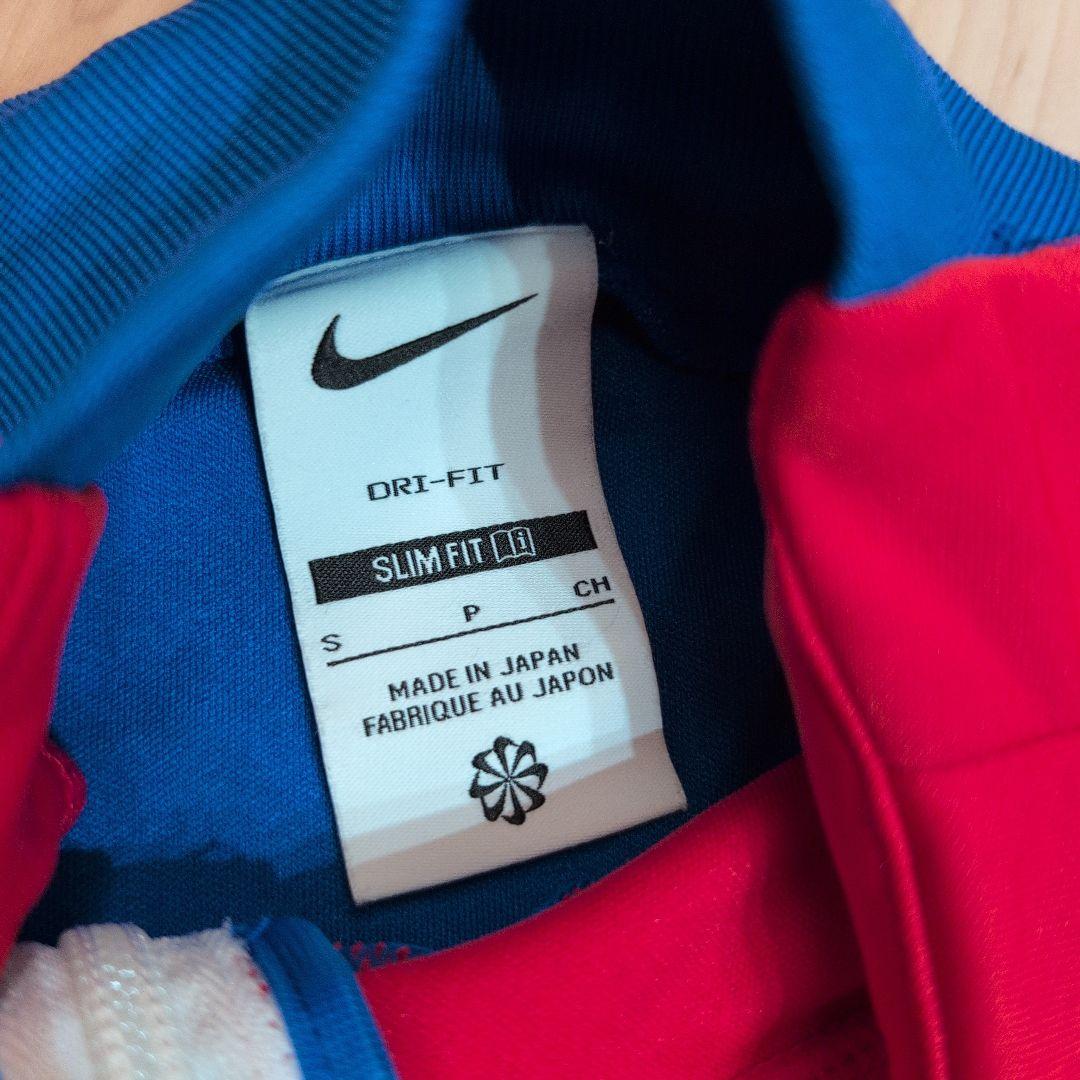 DRI-FIT
SLIM FIT
S P CH
MADE IN JAPAN
FABRIQUE AU JAPON